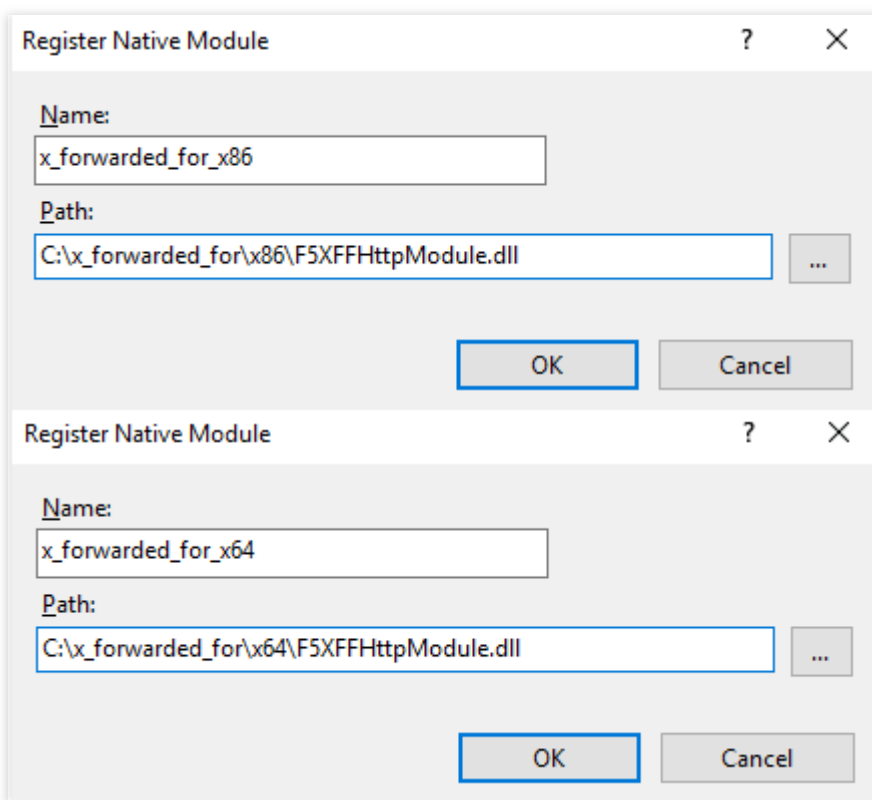 Register Native Module ?
Name:
x_forwarded_for_x86
Path:
C:\x_forwarded_for\x86\F5XFFHttpModule.dll ...
OK Cancel
Register Native Module ?
Name:
x_forwarded_for_x64
Path:
C:\x_forwarded_for\x64\F5XFFHttpModule.dll ...
OK Cancel